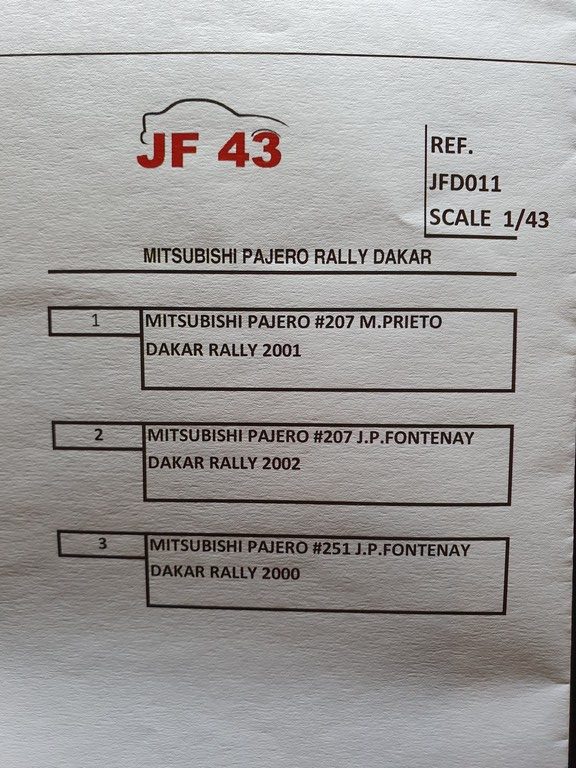 JF 43
REF.
JFD011
SCALE 1/43
MITSUBISHI PAJERO RALLY DAKAR
1
MITSUBISHI PAJERO #207 M.PRIETO
DAKAR RALLY 2001
2
MITSUBISHI PAJERO #207 J.P.FONTENAY
DAKAR RALLY 2002
3
MITSUBISHI PAJERO #251 J.P.FONTENAY
DAKAR RALLY 2000